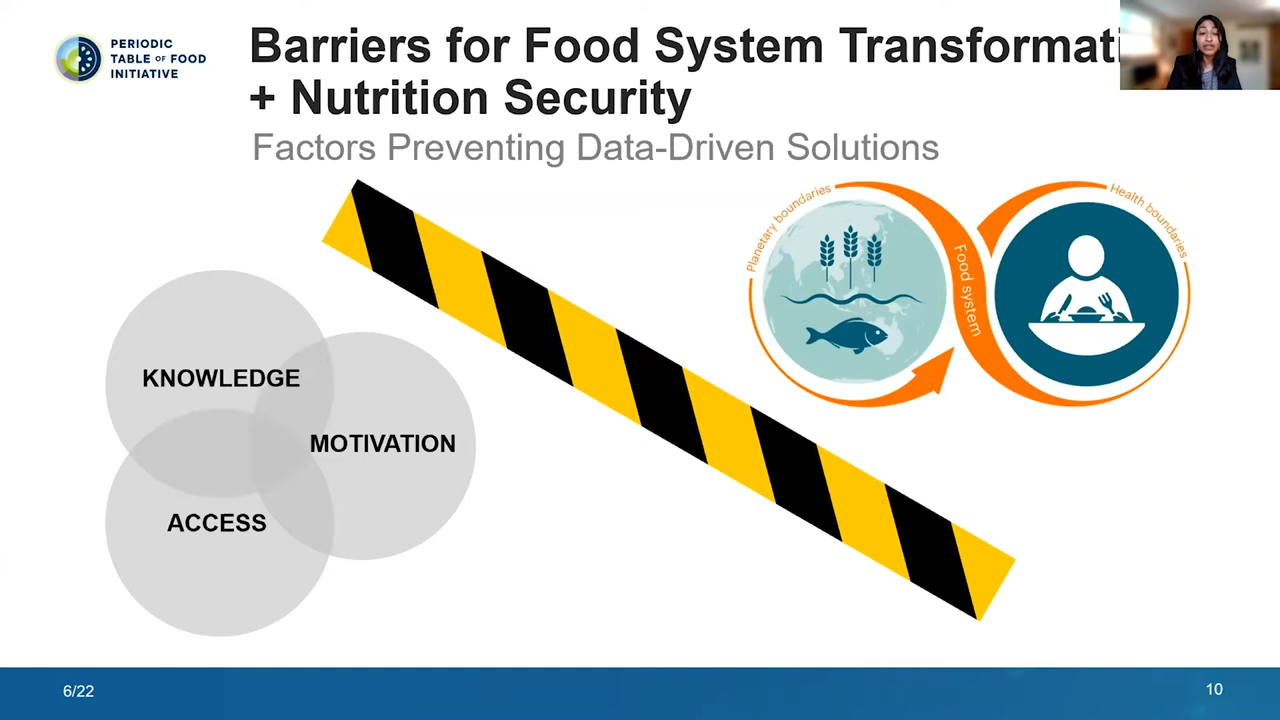 PERIODIC
TABLE OF FOOD
INITIATIVE
Barriers for Food System Transformati
+ Nutrition Security
Factors Preventing Data-Driven Solutions
KNOWLEDGE
MOTIVATION
ACCESS
Planetary boundaries
Food system
Health boundaries
6/22
10